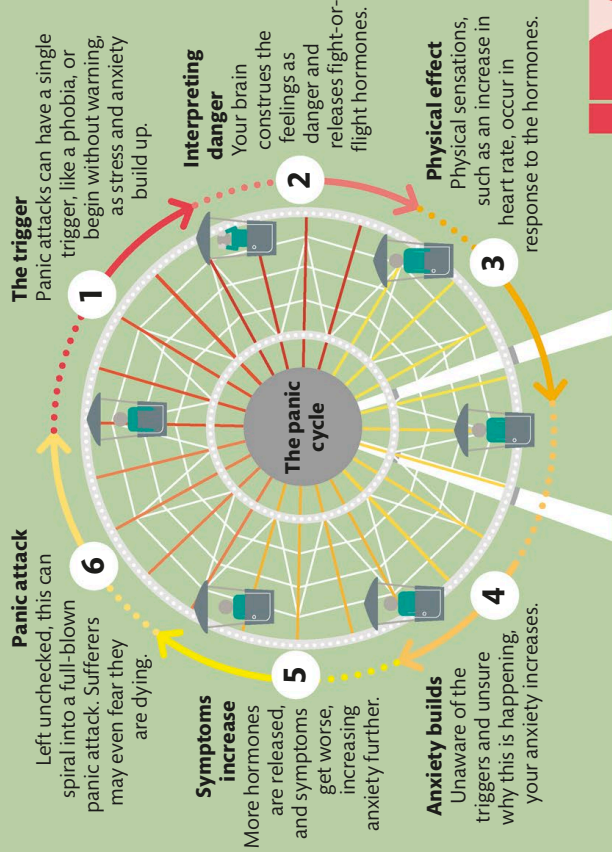 The trigger
Panic attacks can have a single
trigger, like a phobia, or
begin without warning,
as stress and anxiety
build up.
1
Interpreting
danger
Your brain
construes the
feelings as
danger and
releases fight-or-
flight hormones.
2
Physical effect
Physical sensations,
such as an increase in
heart rate, occur in
response to the hormones.
3
Anxiety builds
Unaware of the
triggers and unsure
why this is happening,
your anxiety increases.
4
Symptoms
increase
More hormones
are released,
and symptoms
get worse,
increasing
anxiety further.
5
Panic attack
Left unchecked, this can
spiral into a full-blown
panic attack. Sufferers
may even fear they
are dying.
6
The panic
cycle